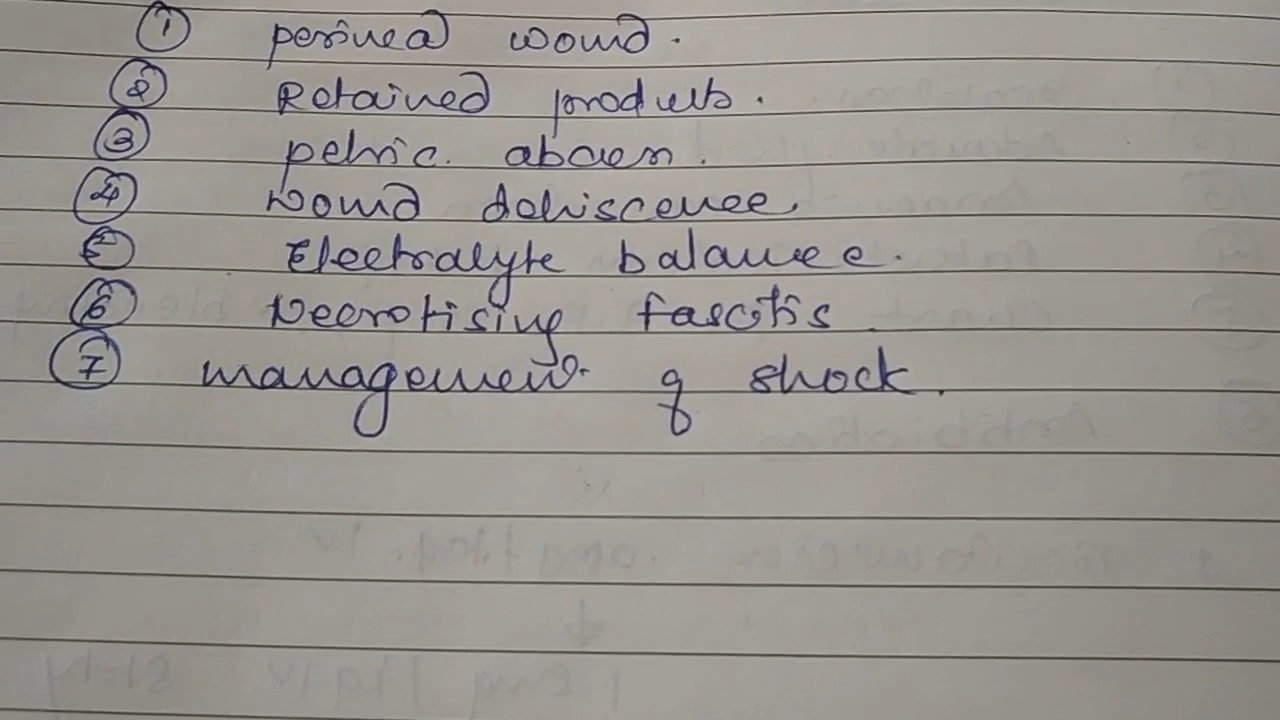 ① perineal wound.
② Retained products.
③ pelvic. abscess.
④ wound dehiscence.
⑤ Electralyte balance.
⑥ Necrotising fascitis
⑦ management of shock.